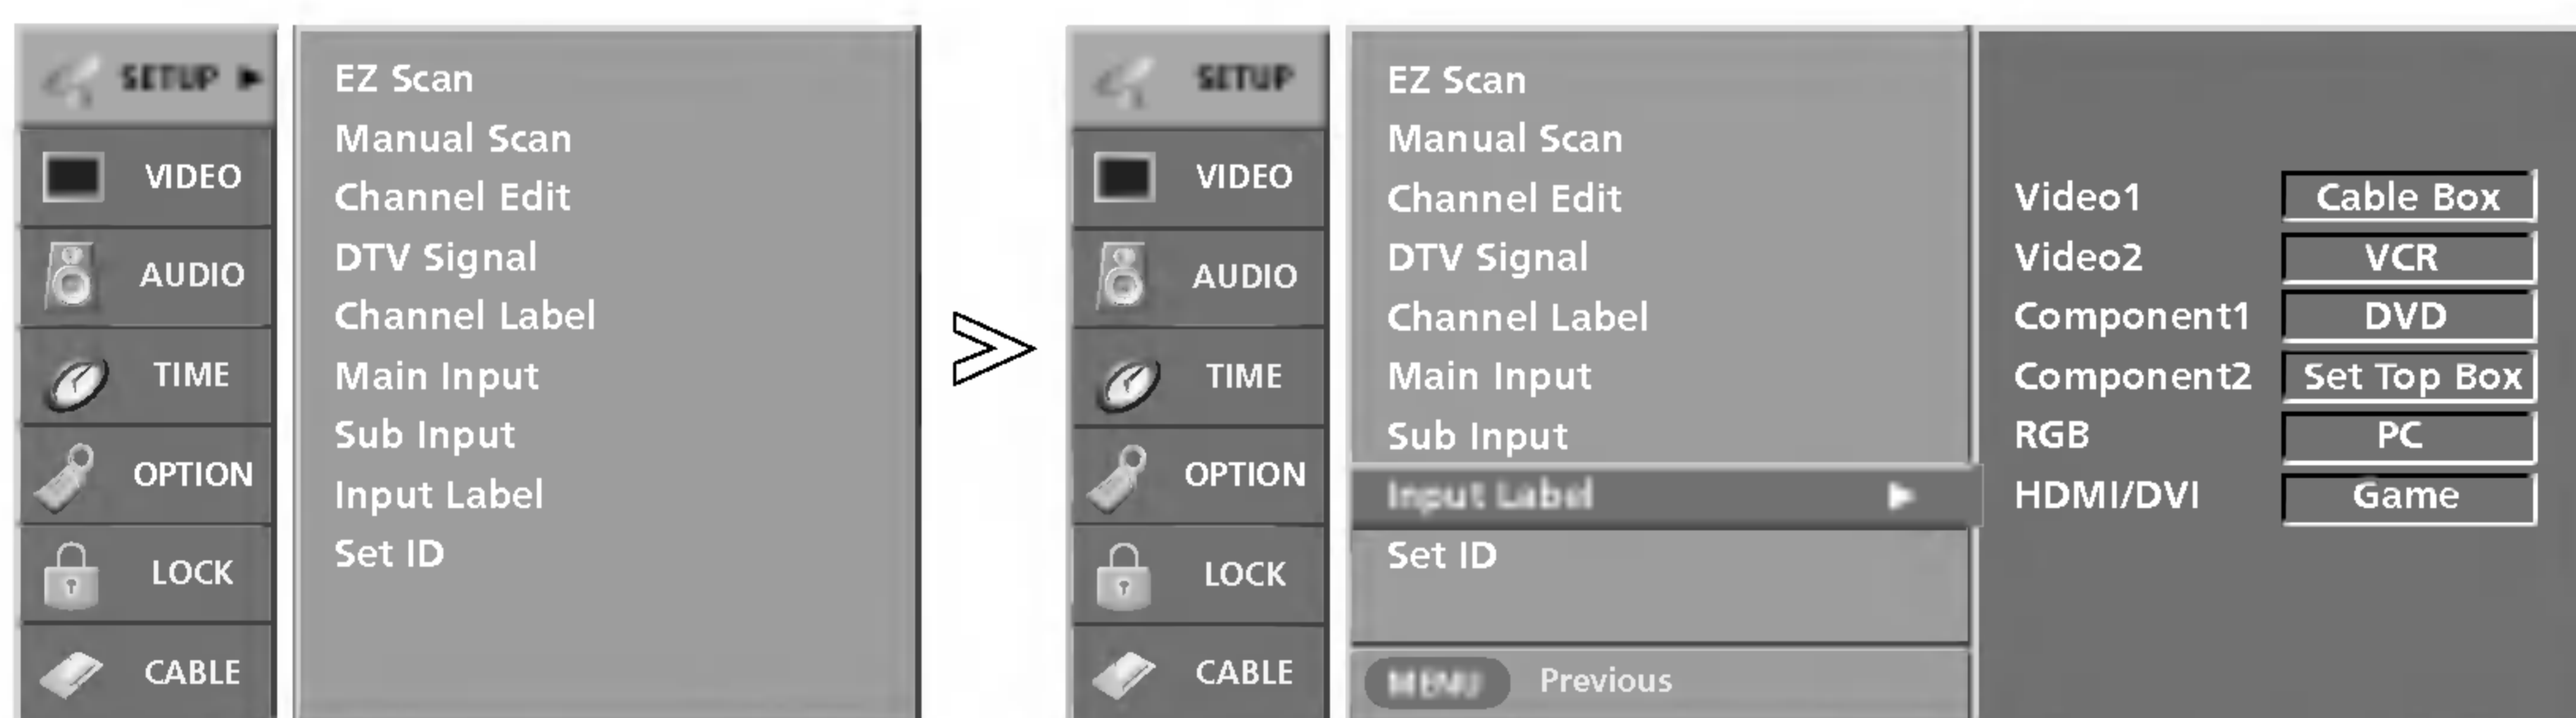 SETUP
VIDEO
AUDIO
TIME
OPTION
LOCK
CABLE
EZ Scan
Manual Scan
Channel Edit
DTV Signal
Channel Label
Main Input
Sub Input
Input Label
Set ID
SETUP
VIDEO
AUDIO
TIME
OPTION
LOCK
CABLE
EZ Scan
Manual Scan
Channel Edit
DTV Signal
Channel Label
Main Input
Sub Input
Input Label
Set ID
MENU Previous
Video1 Cable Box
Video2 VCR
Component1 DVD
Component2 Set Top Box
RGB PC
HDMI/DVI Game